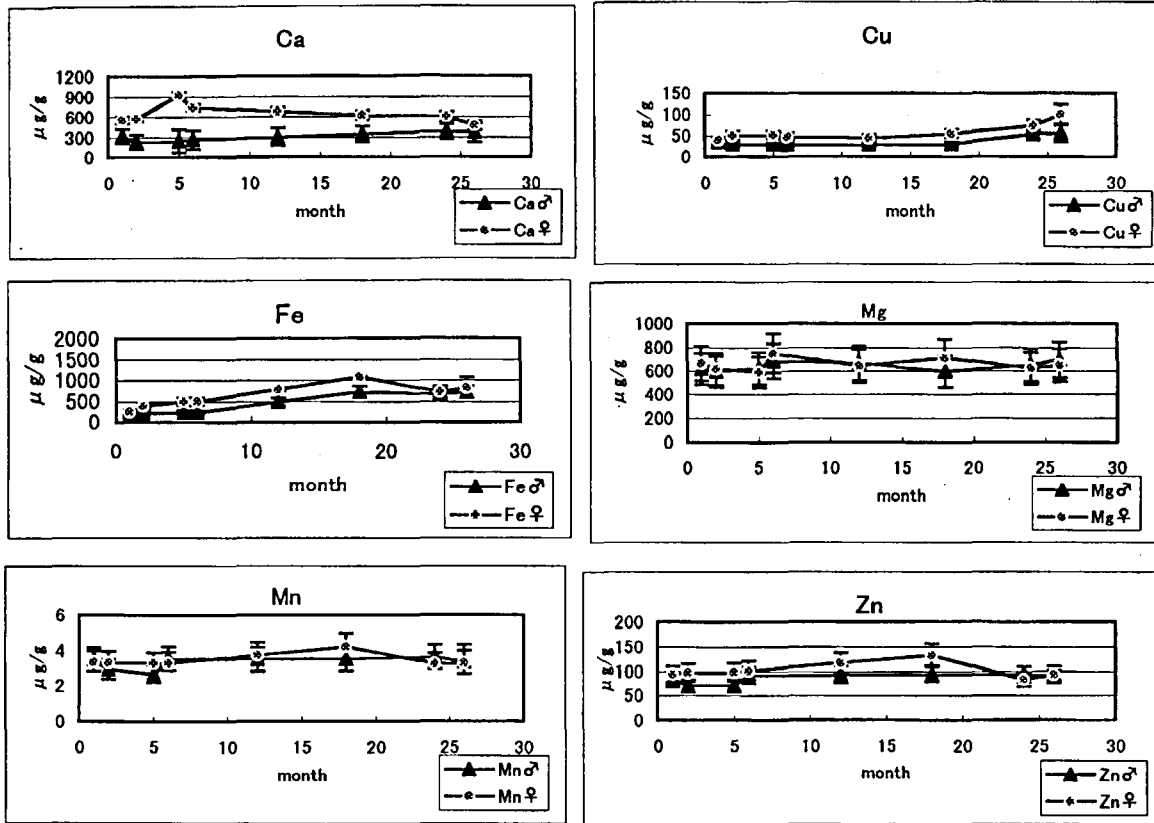 Ca
μg/g
1200
900
600
300
0
0 5 10 15 20 25 30
month
Ca♂
Ca♀
Cu
μg/g
150
100
50
0
0 5 10 15 20 25 30
month
Cu♂
Cu♀
Fe
μg/g
2000
1500
1000
500
0
0 10 20 30
month
Fe♂
Fe♀
Mg
μg/g
1000
800
600
400
200
0
0 5 10 15 20 25 30
month
Mg♂
Mg♀
Mn
μg/g
6
4
2
0
0 5 10 15 20 25 30
month
Mn♂
Mn♀
Zn
μg/g
200
150
100
50
0
0 5 10 15 20 25 30
month
Zn♂
Zn♀